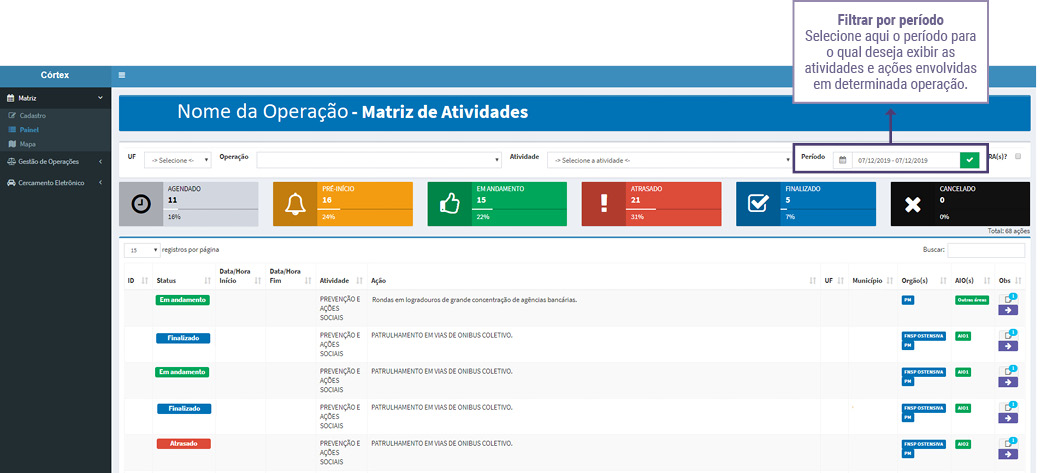 Filtrar por período
Selecione aqui o período para
o qual deseja exibir as
atividades e ações envolvidas
em determinada operação.
Córtex
Matriz
Cadastro
Painel
Mapa
Gestão de Operações
Cercamento Eletrônico
Nome da Operação - Matriz de Atividades
UF -> Selecione <- Operação Atividade -> Selecione a atividade <- Período 07/12/2019 - 07/12/2019 RA(s)?
AGENDADO
11
16%
PRÉ-INÍCIO
16
24%
EM ANDAMENTO
15
22%
ATRASADO
21
31%
FINALIZADO
5
7%
CANCELADO
0
0%
Total: 68 ações
15 registros por página Buscar:
ID Status Data/Hora Início Data/Hora Fim Atividade Ação UF Município Orgão(s) AIO(s) Obs
Em andamento PREVENÇÃO E Rondas em logradouros de grande concentração de agências bancárias. PM Outras áreas 1
AÇÕES
SOCIAIS
Finalizado PREVENÇÃO E PATRULHAMENTO EM VIAS DE ONIBUS COLETIVO. FNSP OSTENSIVA AIO1 1
AÇÕES PM
SOCIAIS
Em andamento PREVENÇÃO E PATRULHAMENTO EM VIAS DE ONIBUS COLETIVO. FNSP OSTENSIVA AIO1 1
AÇÕES PM
SOCIAIS
Finalizado PREVENÇÃO E PATRULHAMENTO EM VIAS DE ONIBUS COLETIVO. FNSP OSTENSIVA AIO1 1
AÇÕES PM
SOCIAIS
Atrasado PREVENÇÃO E PATRULHAMENTO EM VIAS DE ONIBUS COLETIVO. FNSP OSTENSIVA 1
AÇÕES PM
SOCIAIS